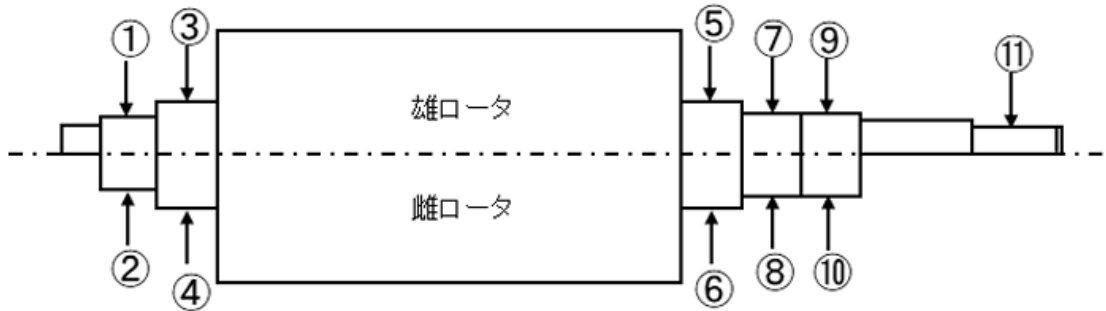 ① ③ ⑤ ⑦ ⑨ ⑪
雄ロータ
雌ロータ
② ④ ⑥ ⑧ ⑩